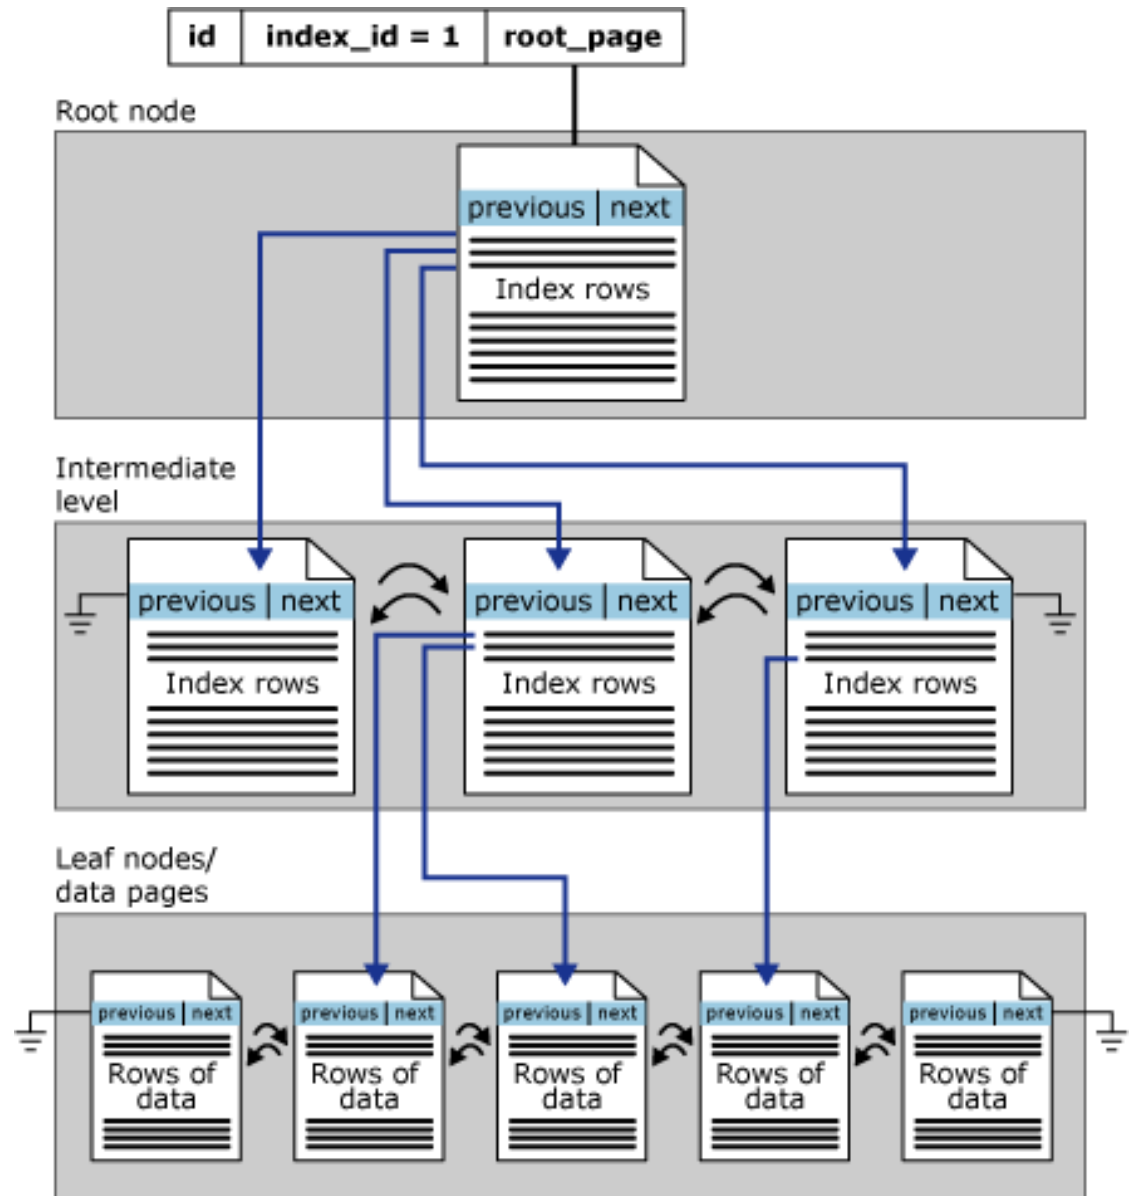 id index_id = 1 root_page
Root node
previous next
Index rows
Intermediate
level
previous next previous next previous next
Index rows Index rows Index rows
Leaf nodes/
data pages
previous next previous next previous next previous next previous next
Rows of Rows of Rows of Rows of Rows of
data data data data data